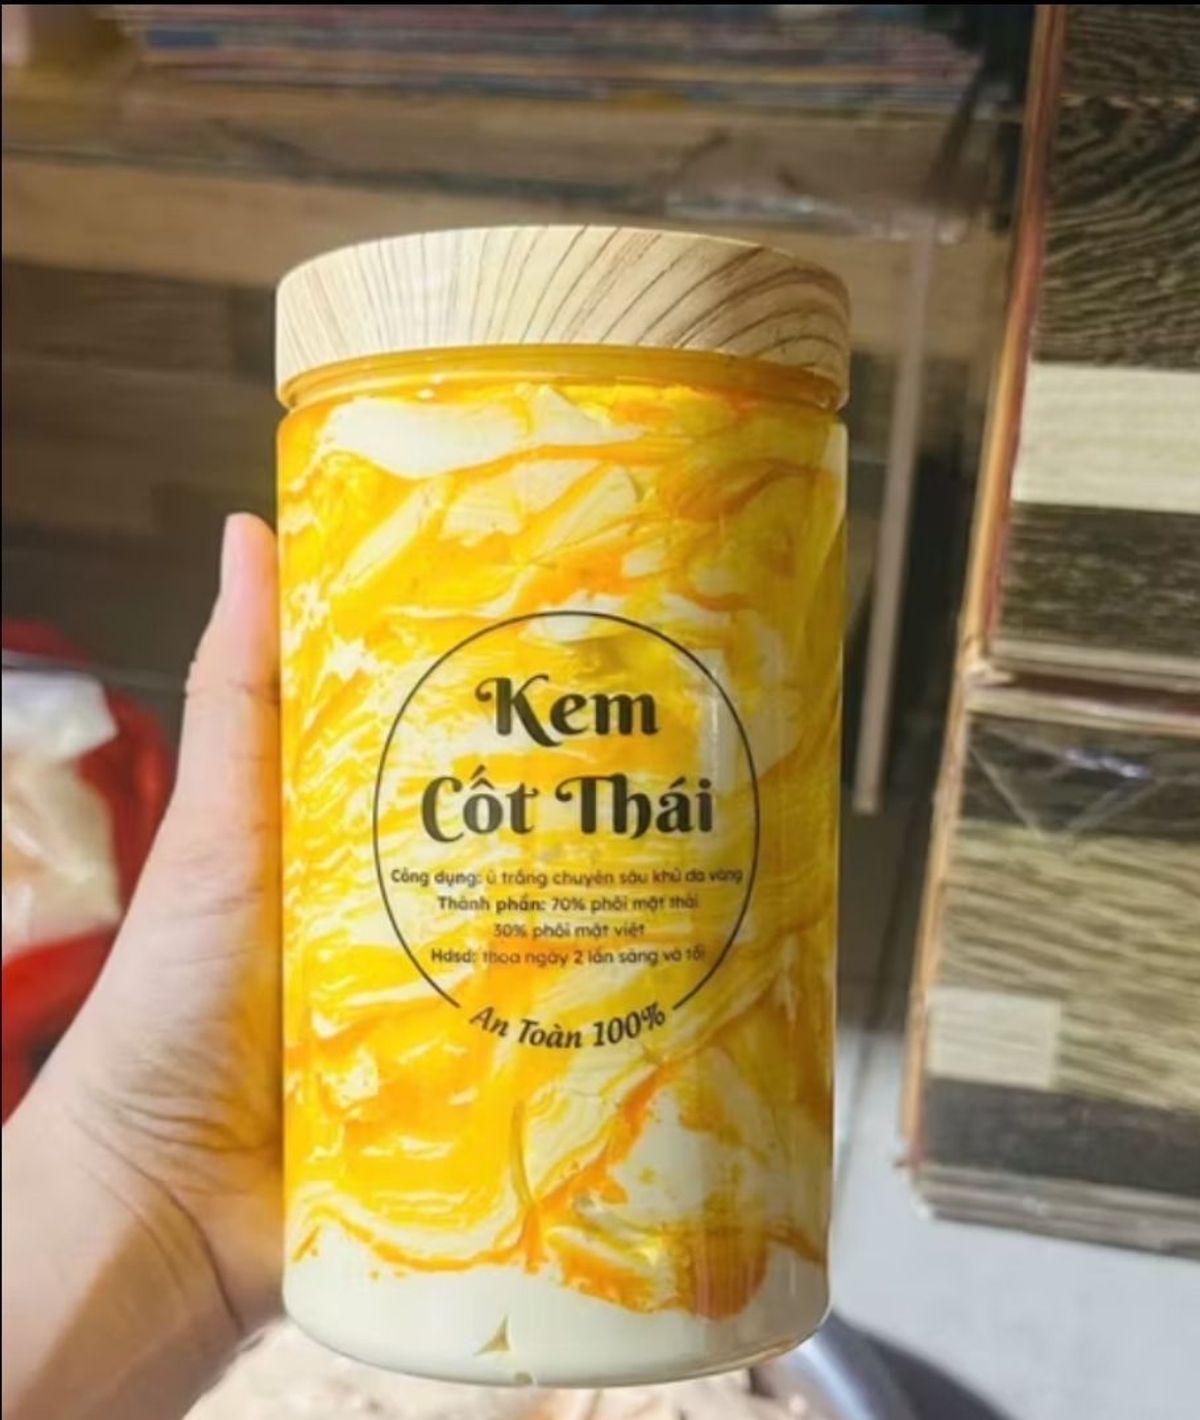 Kem
Cốt Thái
Công dụng: ủ trắng chuyên sâu khử da vàng
Thành phần: 70% phôi mặt thái
30% phôi mặt việt
Hdsd: thoa ngày 2 lần sáng và tối
An Toàn 100%